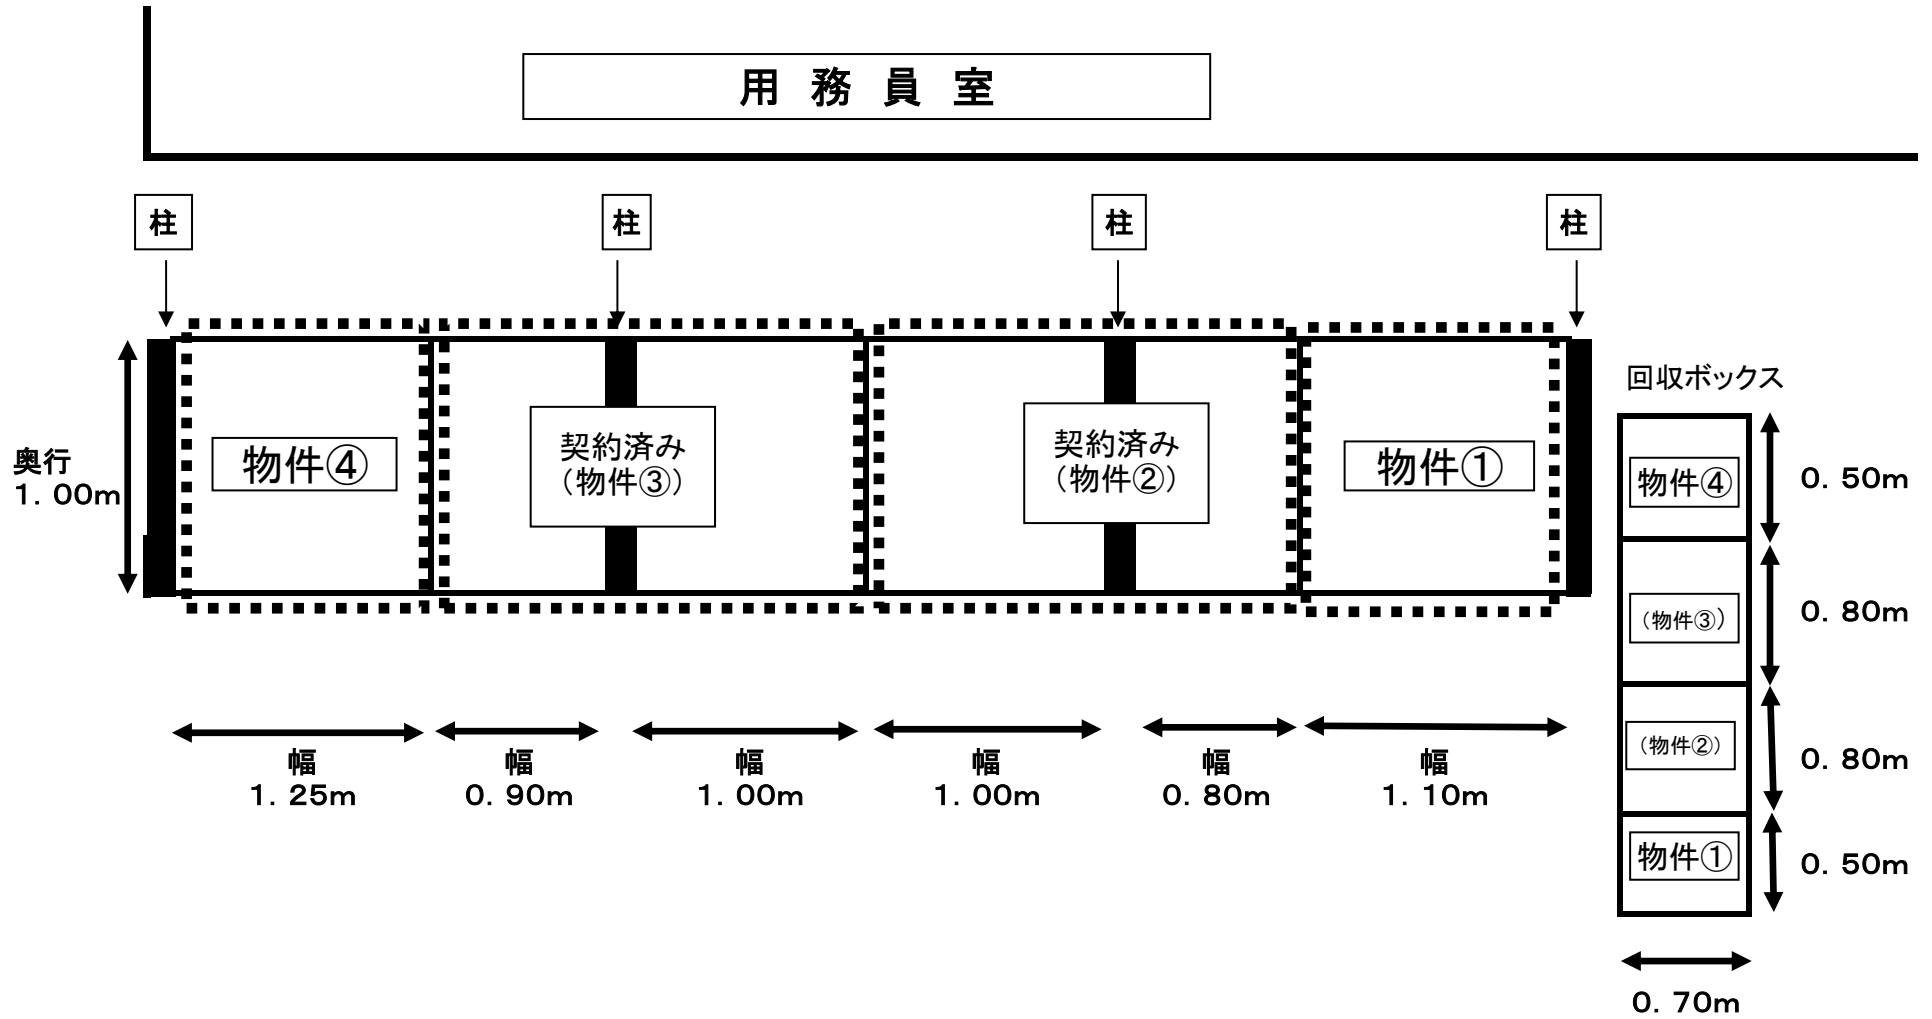 用 務 員 室
柱
柱
柱
柱
奥行
1．00m
物件④
契約済み
（物件③）
契約済み
（物件②）
物件①
幅
1．25m
幅
0．90m
幅
1．00m
幅
1．00m
幅
0．80m
幅
1．10m
回収ボックス
物件④
0．50m
（物件③）
0．80m
（物件②）
0．80m
物件①
0．50m
0．70m